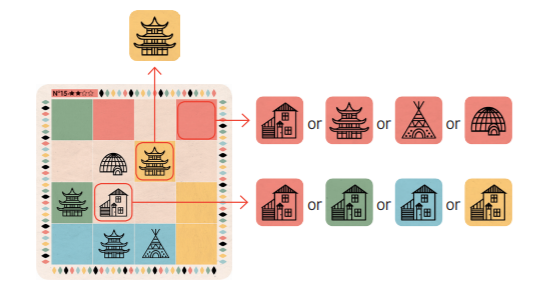 N°15★★☆☆
or or or
or or or